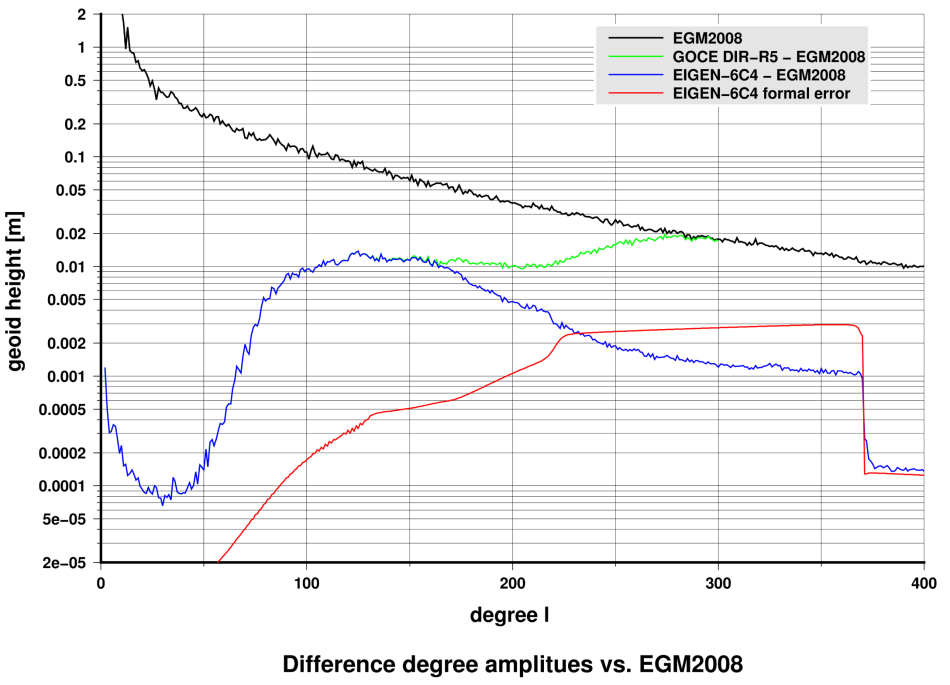 2
1
0.5
0.2
0.1
0.05
0.02
0.01
0.005
0.002
0.001
0.0005
0.0002
0.0001
5e−05
2e−05
geoid height [m]
EGM2008
GOCE DIR−R5 − EGM2008
EIGEN−6C4 − EGM2008
EIGEN−6C4 formal error
0 100 200 300 400
degree l
Difference degree amplitues vs. EGM2008